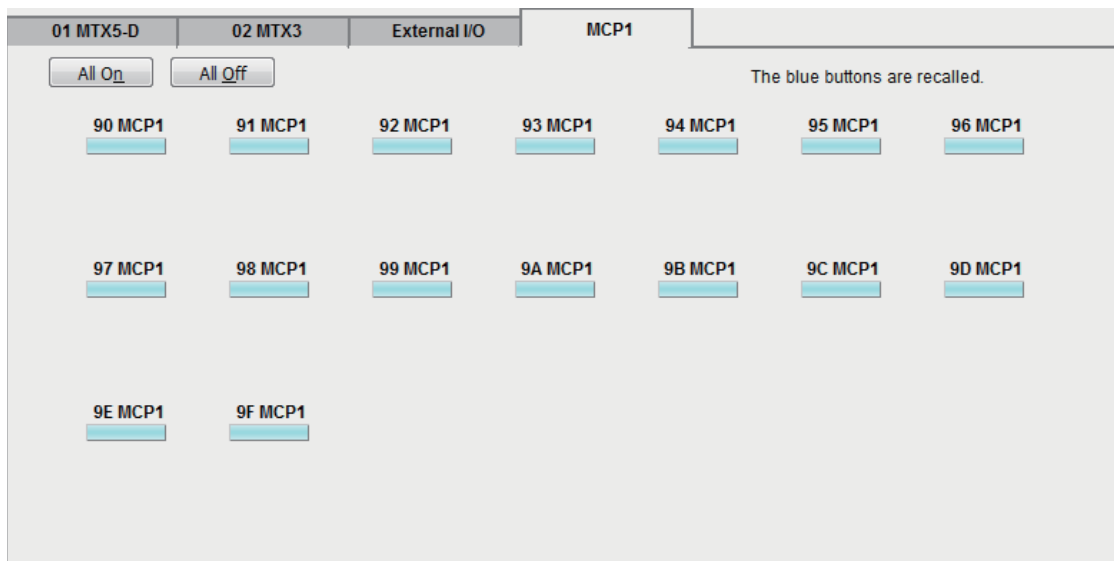 01 MTX5-D 02 MTX3 External I/O MCP1
All On All Off The blue buttons are recalled.
90 MCP1 91 MCP1 92 MCP1 93 MCP1 94 MCP1 95 MCP1 96 MCP1
97 MCP1 98 MCP1 99 MCP1 9A MCP1 9B MCP1 9C MCP1 9D MCP1
9E MCP1 9F MCP1